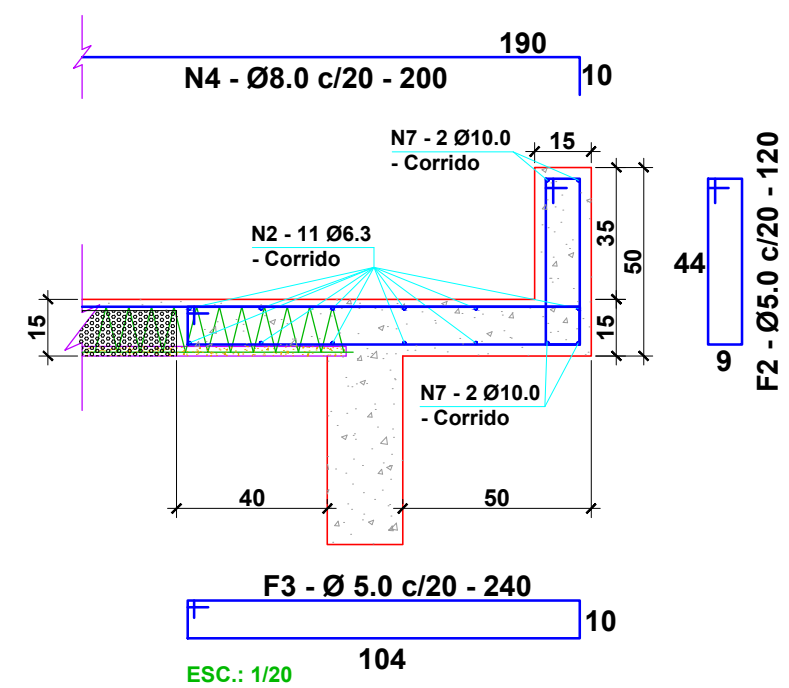 190
N4 - Ø8.0 c/20 - 200
10
N7 - 2 Ø10.0
- Corrido
15
N2 - 11 Ø6.3
- Corrido
35
50
15
15
44
9
F2 - Ø5.0 c/20 - 120
N7 - 2 Ø10.0
- Corrido
40
50
F3 - Ø 5.0 c/20 - 240
10
104
ESC.: 1/20